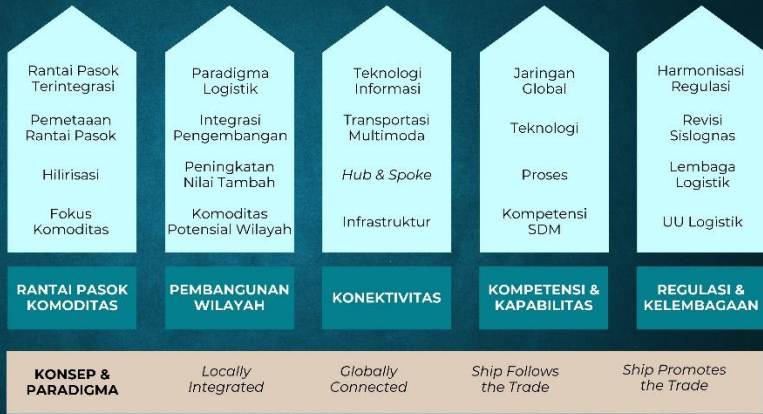 Rantai Pasok
Terintegrasi
Pemetaaan
Rantai Pasok
Hilirisasi
Fokus
Komoditas
RANTAI PASOK
KOMODITAS
Paradigma
Logistik
Integrasi
Pengembangan
Peningkatan
Nilai Tambah
Komoditas
Potensial Wilayah
PEMBANGUNAN
WILAYAH
Teknologi
Informasi
Transportasi
Multimoda
Hub & Spoke
Infrastruktur
KONEKTIVITAS
Jaringan
Global
Teknologi
Proses
Kompetensi
SDM
KOMPETENSI &
KAPABILITAS
Harmonisasi
Regulasi
Revisi
Sislognas
Lembaga
Logistik
UU Logistik
REGULASI &
KELEMBAGAAN
KONSEP &
PARADIGMA
Locally
Integrated
Globally
Connected
Ship Follows
the Trade
Ship Promotes
the Trade